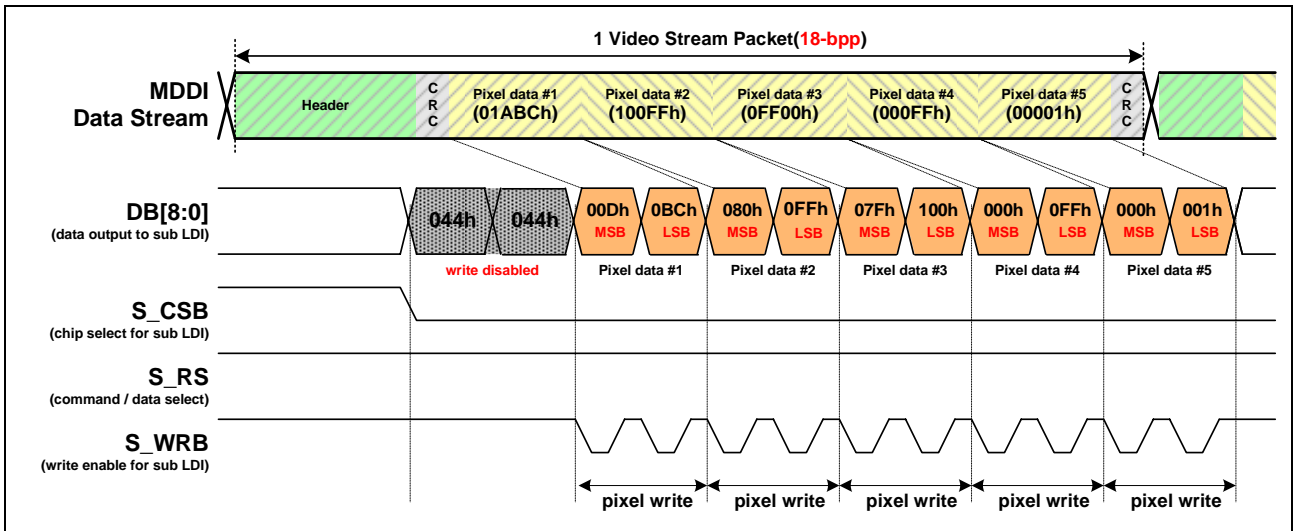 1 Video Stream Packet(18-bpp)
MDDI
Data Stream
Header
C
R
C
Pixel data #1
(01ABCh)
Pixel data #2
(100FFh)
Pixel data #3
(0FF00h)
Pixel data #4
(000FFh)
Pixel data #5
(00001h)
C
R
C
DB[8:0]
(data output to sub LDI)
044h
044h
00Dh
MSB
0BCh
LSB
080h
MSB
0FFh
LSB
07Fh
MSB
100h
LSB
000h
MSB
0FFh
LSB
000h
MSB
001h
LSB
write disabled
Pixel data #1
Pixel data #2
Pixel data #3
Pixel data #4
Pixel data #5
S_CSB
(chip select for sub LDI)
S_RS
(command / data select)
S_WRB
(write enable for sub LDI)
pixel write
pixel write
pixel write
pixel write
pixel write